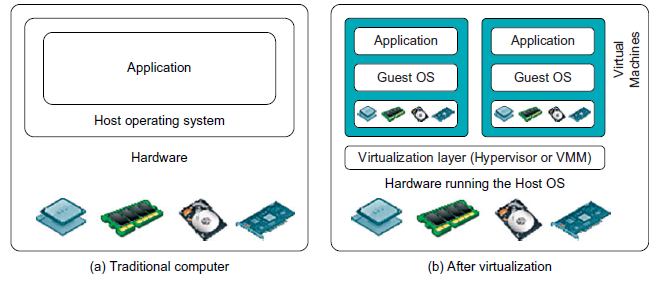 Application
Host operating system
Hardware
(a) Traditional computer
Application
Guest OS
Application
Guest OS
Virtual
Machines
Virtualization layer (Hypervisor or VMM)
Hardware running the Host OS
(b) After virtualization